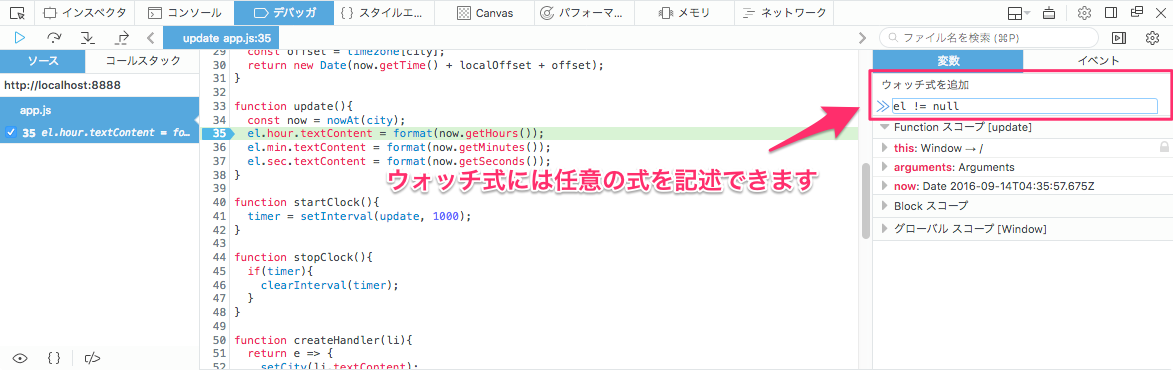 インスペクタ コンソール デバッガ { } スタイルエ... Canvas パフォーマ... メモリ ネットワーク
update app.js:35 ファイル名を検索 (⌘P)
ソース コールスタック
http://localhost:8888
app.js
35 el.hour.textContent = fo…
29 const offset = timezone[city];
30 return new Date(now.getTime() + localOffset + offset);
31 }
32
33 function update(){
34 const now = nowAt(city);
35 el.hour.textContent = format(now.getHours());
36 el.min.textContent = format(now.getMinutes());
37 el.sec.textContent = format(now.getSeconds());
38 }
39
40 function startClock(){
41 timer = setInterval(update, 1000);
42 }
43
44 function stopClock(){
45 if(timer){
46 clearInterval(timer);
47 }
48 }
49
50 function createHandler(li){
51 return e => {
52 setCity(li.textContent);
ウォッチ式には任意の式を記述できます
変数 イベント
ウォッチ式を追加
el != null
Function スコープ [update]
this: Window → /
arguments: Arguments
now: Date 2016-09-14T04:35:57.675Z
Block スコープ
グローバル スコープ [Window]
{ }